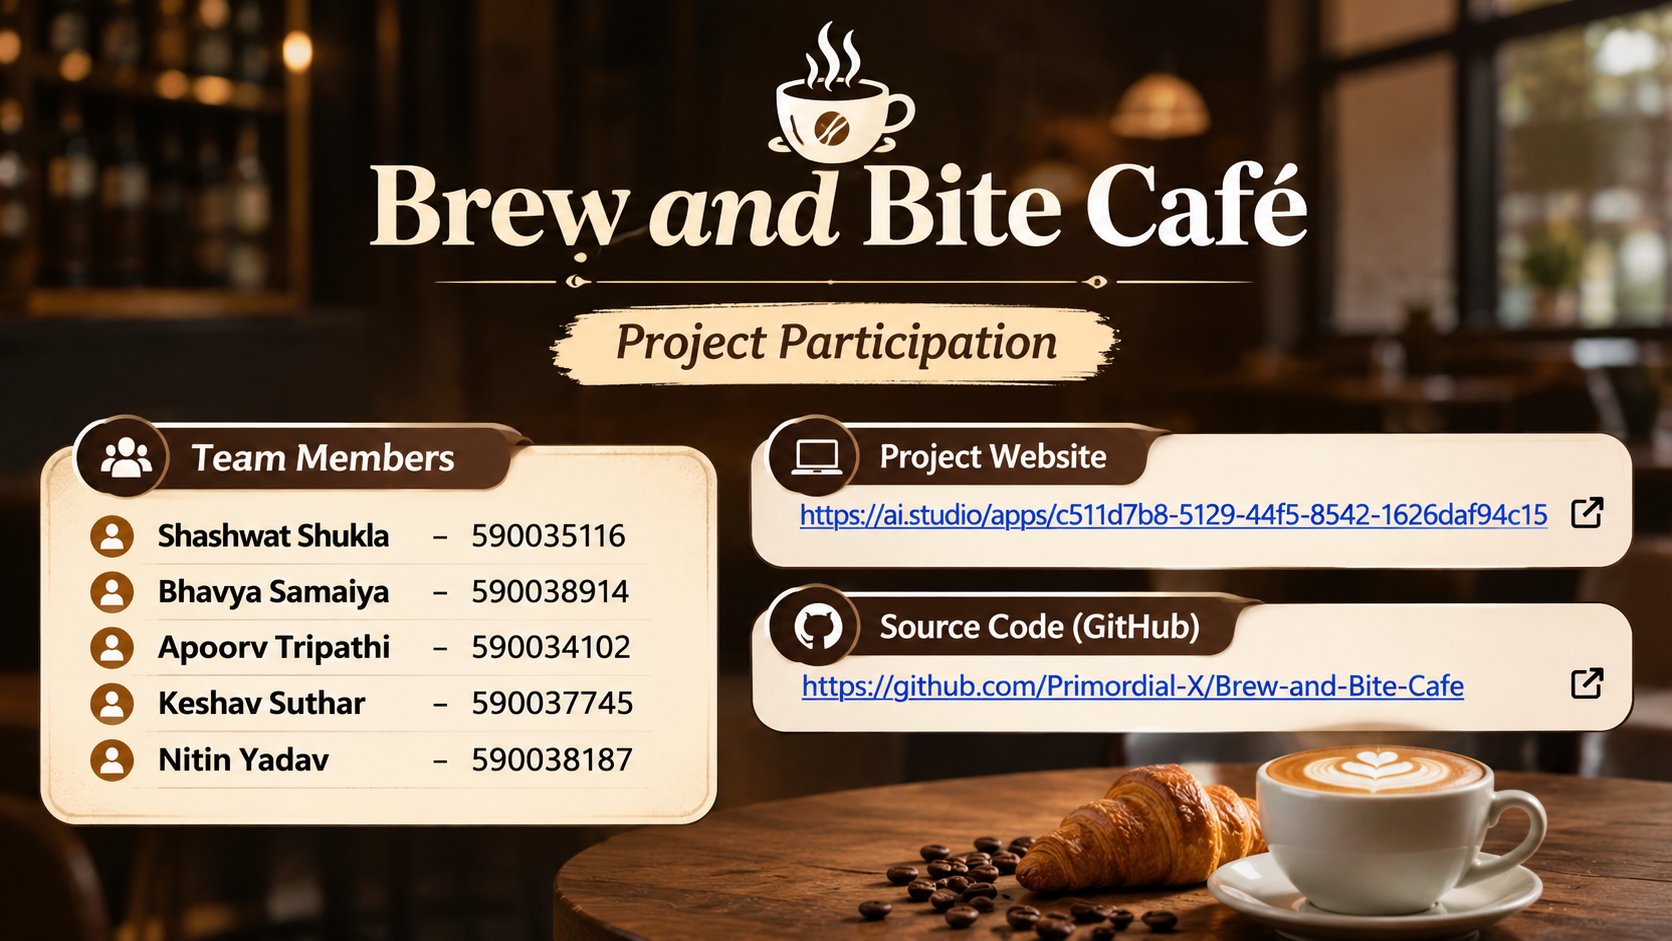 Brew and Bite Café
Project Participation
Team Members
Shashwat Shukla – 590035116
Bhavya Samaiya – 590038914
Apoorv Tripathi – 590034102
Keshav Suthar – 590037745
Nitin Yadav – 590038187
Project Website
https://ai.studio/apps/c511d7b8-5129-44f5-8542-1626daf94c15
Source Code (GitHub)
https://github.com/Primordial-X/Brew-and-Bite-Cafe